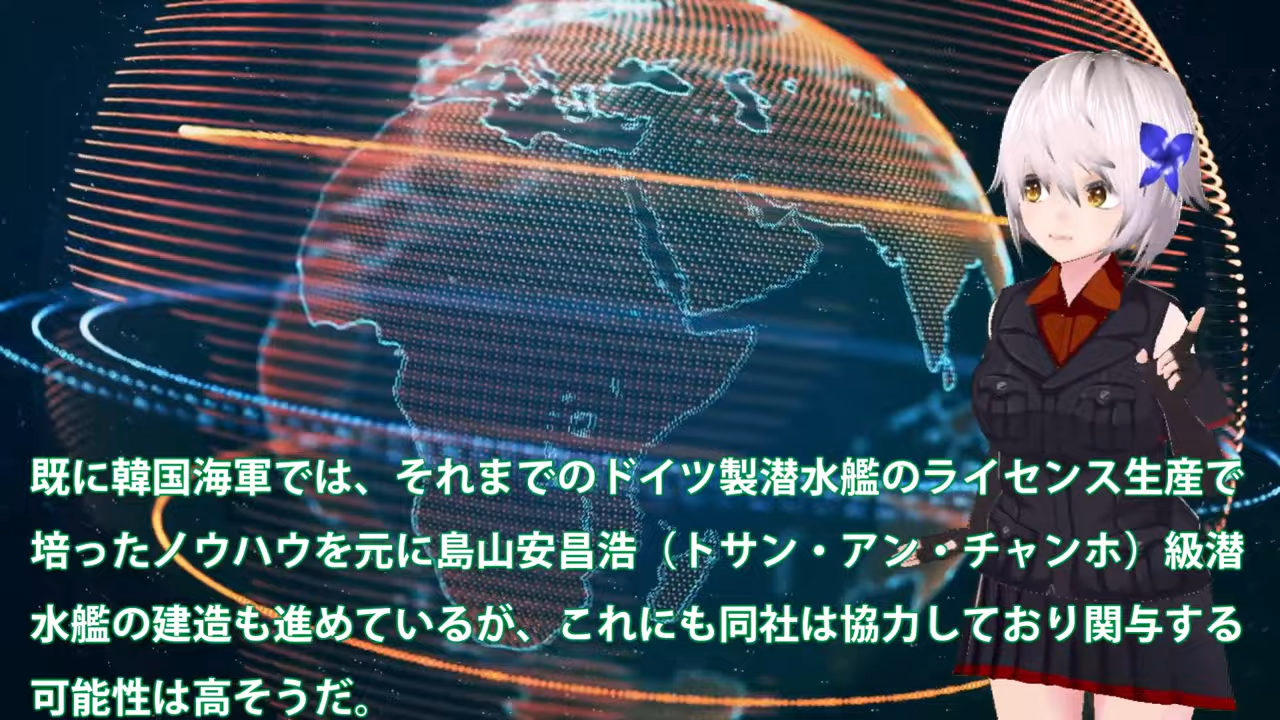 既に韓国海軍では、それまでのドイツ製潜水艦のライセンス生産で
培ったノウハウを元に島山安昌浩（トサン・アン・チャンホ）級潜
水艦の建造も進めているが、これにも同社は協力しており関与する
可能性は高そうだ。